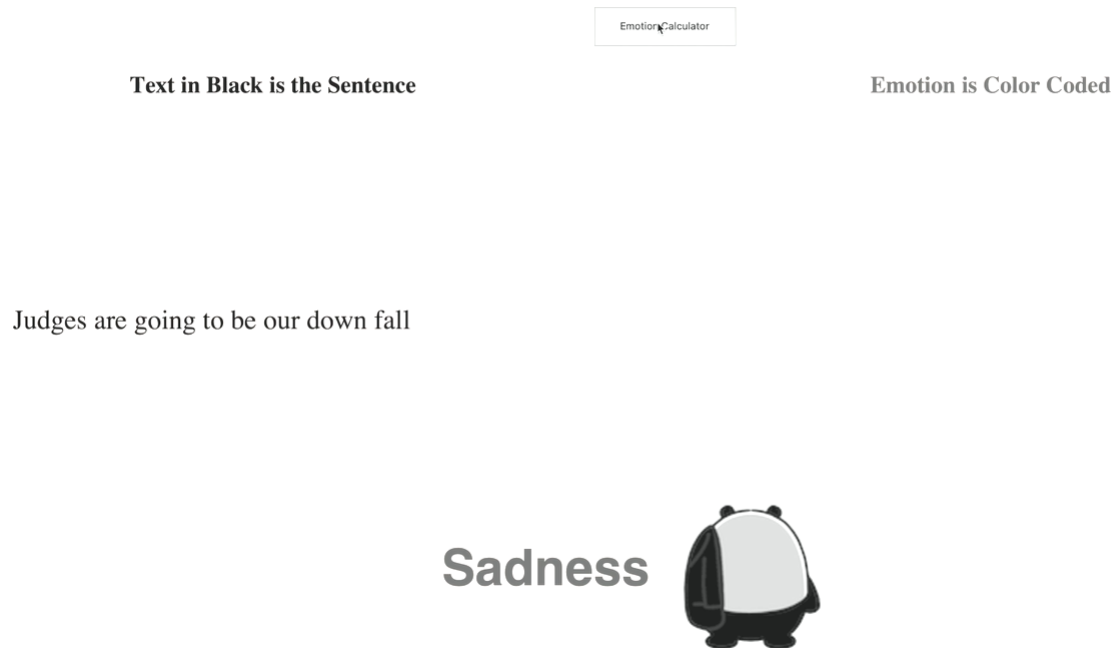 Emotion Calculator
Text in Black is the Sentence
Emotion is Color Coded
Judges are going to be our down fall
Sadness